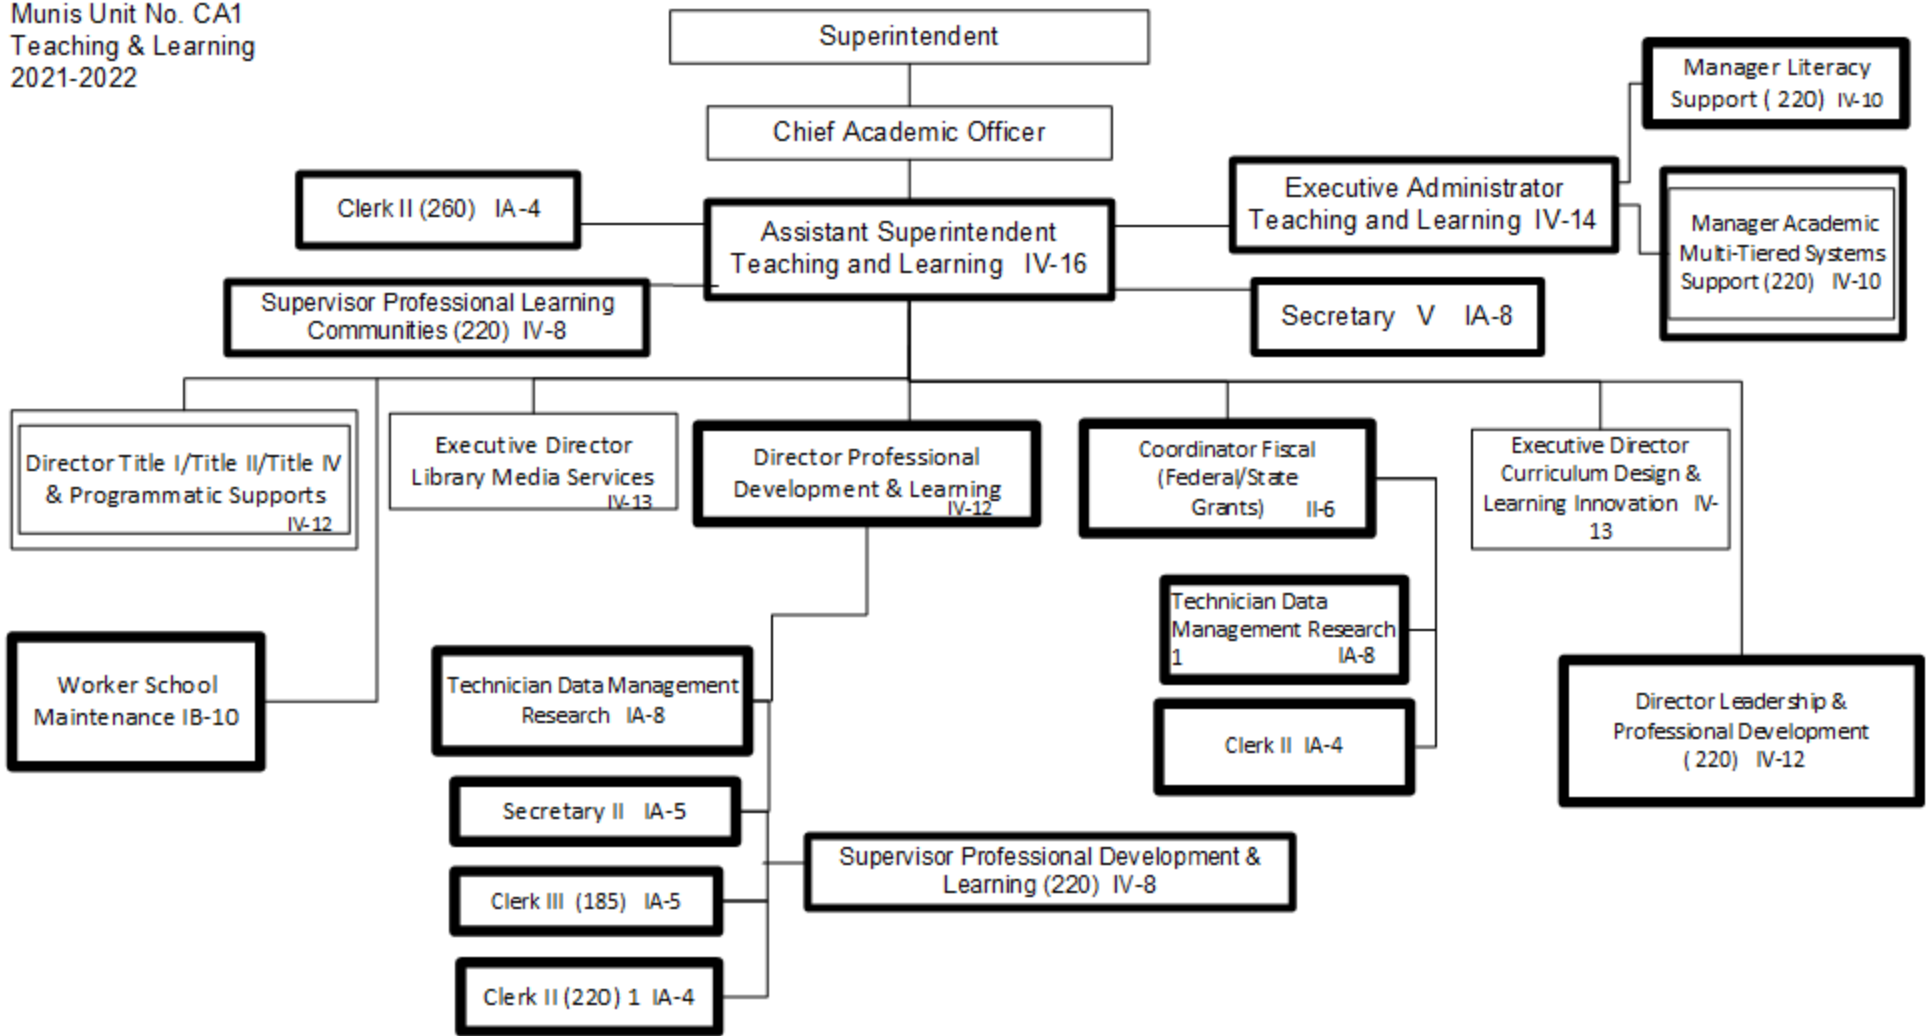 Munis Unit No. CA1
Teaching & Learning
2021-2022
Superintendent
Chief Academic Officer
Manager Literacy
Support ( 220) IV-10
Clerk II (260) IA-4
Executive Administrator
Teaching and Learning IV-14
Assistant Superintendent
Teaching and Learning IV-16
Manager Academic
Multi-Tiered Systems
Support (220) IV-10
Supervisor Professional Learning
Communities (220) IV-8
Secretary V IA-8
Director Title I/Title II/Title IV
& Programmatic Supports
IV-12
Executive Director
Library Media Services
IV-13
Director Professional
Development & Learning
IV-12
Coordinator Fiscal
(Federal/State
Grants) II-6
Executive Director
Curriculum Design &
Learning Innovation IV-
13
Technician Data
Management Research
1 IA-8
Worker School
Maintenance IB-10
Technician Data Management
Research IA-8
Clerk II IA-4
Director Leadership &
Professional Development
( 220) IV-12
Secretary II IA-5
Supervisor Professional Development &
Learning (220) IV-8
Clerk III (185) IA-5
Clerk II (220) 1 IA-4